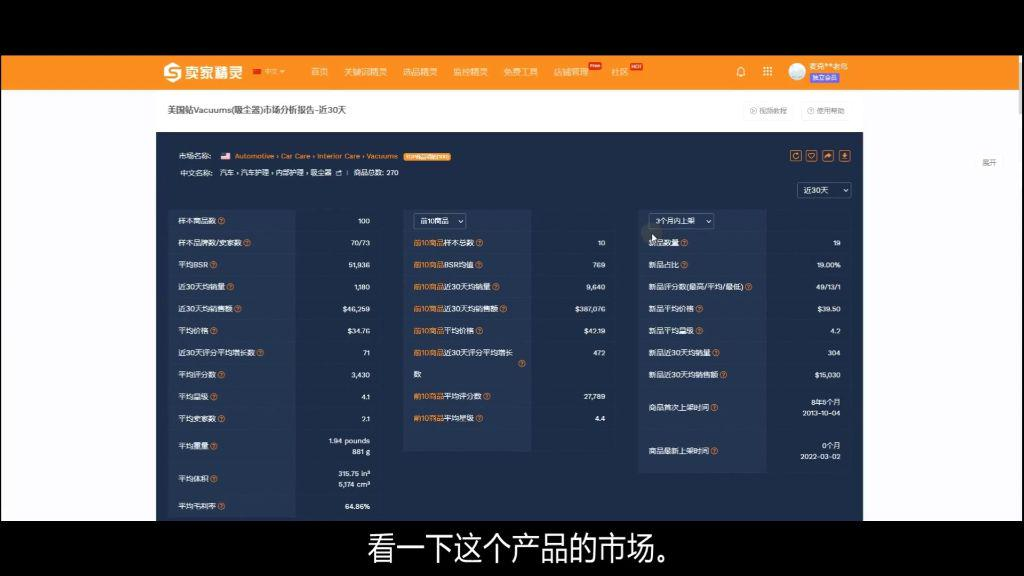 卖家精灵 中文 首页 关键词精灵 选品精灵 监控精灵 免费工具 店铺管理 Free 社区 HOT 麦克**老鸟
独立会员
美国站Vacuums(吸尘器)市场分析报告-近30天 视频教程 使用帮助
市场名称: Automotive › Car Care › Interior Care › Vacuums
中文名称: 汽车 › 汽车护理 › 内部护理 › 吸尘器 | 商品总数: 270
展开
近30天
样本商品数 100
样本品牌数/卖家数 70/73
平均BSR 51,936
近30天均销量 1,180
近30天均销售额 $46,259
平均价格 $34.76
近30天评分平均增长数 71
平均评分数 3,430
平均星级 4.1
平均卖家数 2.1
平均重量 1.94 pounds
881 g
平均体积 315.75 in³
5,174 cm³
平均毛利率 64.86%
前10商品
前10商品样本总数 10
前10商品BSR均值 769
前10商品近30天均销量 9,640
前10商品近30天均销售额 $387,076
前10商品平均价格 $42.19
前10商品近30天评分平均增长 472
数
前10商品平均评分数 27,789
前10商品平均星级 4.4
3个月内上架
新品数量 19
新品占比 19.00%
新品评分数(最高/平均/最低) 49/13/1
新品平均价格 $39.50
新品平均星级 4.2
新品近30天均销量 304
新品近30天均销售额 $15,030
商品首次上架时间 8年5个月
2013-10-04
商品最新上架时间 0个月
2022-03-02
看一下这个产品的市场。